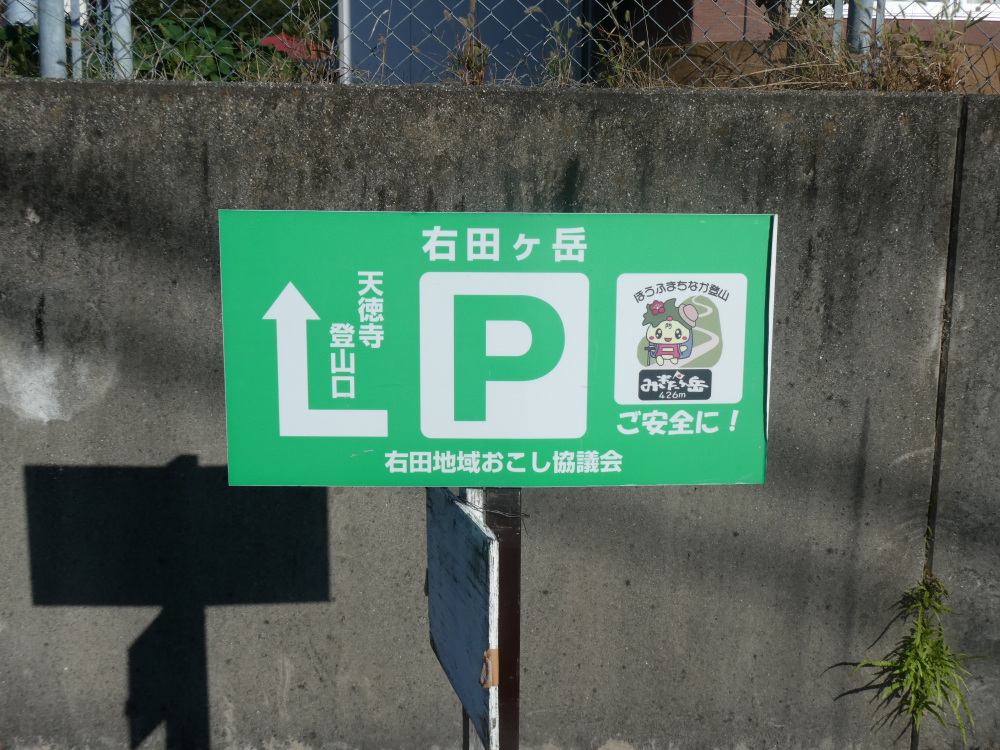 右田ヶ岳
天徳寺
登山口
P
ほうふまちなか登山
みぎたヶ岳
426m
ご安全に!
右田地域おこし協議会